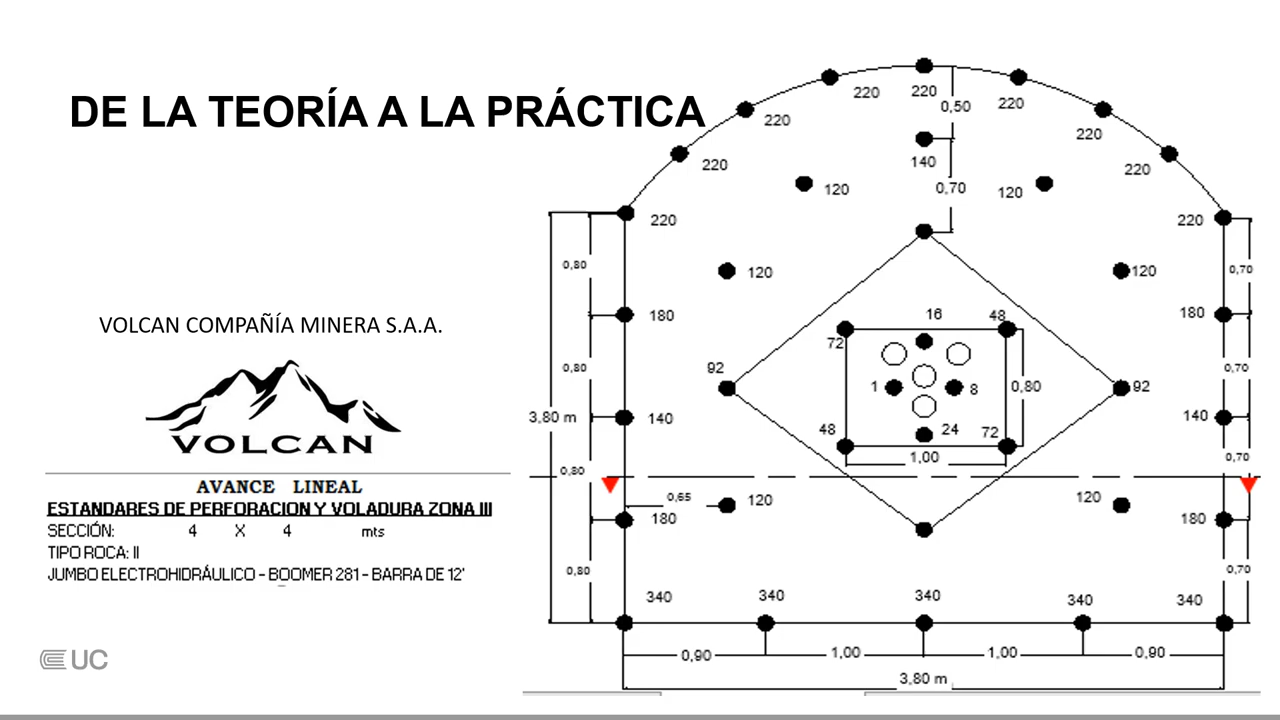 DE LA TEORÍA A LA PRÁCTICA
VOLCAN COMPAÑÍA MINERA S.A.A.
VOLCAN
AVANCE LINEAL
ESTANDARES DE PERFORACION Y VOLADURA ZONA III
SECCIÓN: 4 X 4 mts
TIPO ROCA: II
JUMBO ELECTROHIDRÁULICO - BOOMER 281 - BARRA DE 12'
UC
220 220 220
0,50
220 220
140
220 220
120 0,70 120
220 220
0,80 120 120 0,70
180 16 48 180
72
0,80 92 1 8 0,80 92 0,70
3,80 m 140 48 24 72 140
1,00
0,80 0,70
0,65 120 120
180 180
0,80 0,70
340 340 340 340 340
0,90 1,00 1,00 0,90
3,80 m